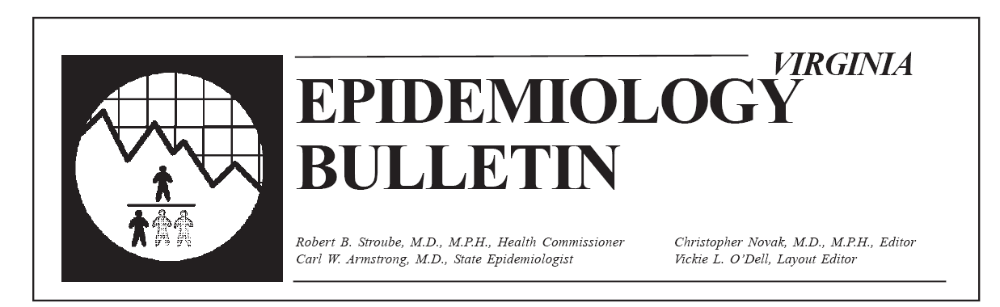 VIRGINIA
EPIDEMIOLOGY
BULLETIN
Robert B. Stroube, M.D., M.P.H., Health Commissioner
Carl W. Armstrong, M.D., State Epidemiologist
Christopher Novak, M.D., M.P.H., Editor
Vickie L. O'Dell, Layout Editor